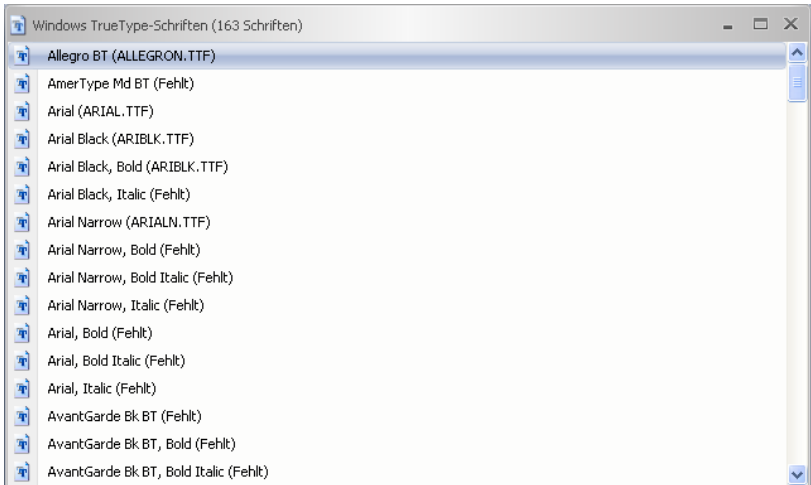 Windows TrueType-Schriften (163 Schriften)
Allegro BT (ALLEGRON.TTF)
AmerType Md BT (Fehlt)
Arial (ARIAL.TTF)
Arial Black (ARIBLK.TTF)
Arial Black, Bold (ARIBLK.TTF)
Arial Black, Italic (Fehlt)
Arial Narrow (ARIALN.TTF)
Arial Narrow, Bold (Fehlt)
Arial Narrow, Bold Italic (Fehlt)
Arial Narrow, Italic (Fehlt)
Arial, Bold (Fehlt)
Arial, Bold Italic (Fehlt)
Arial, Italic (Fehlt)
AvantGarde Bk BT (Fehlt)
AvantGarde Bk BT, Bold (Fehlt)
AvantGarde Bk BT, Bold Italic (Fehlt)